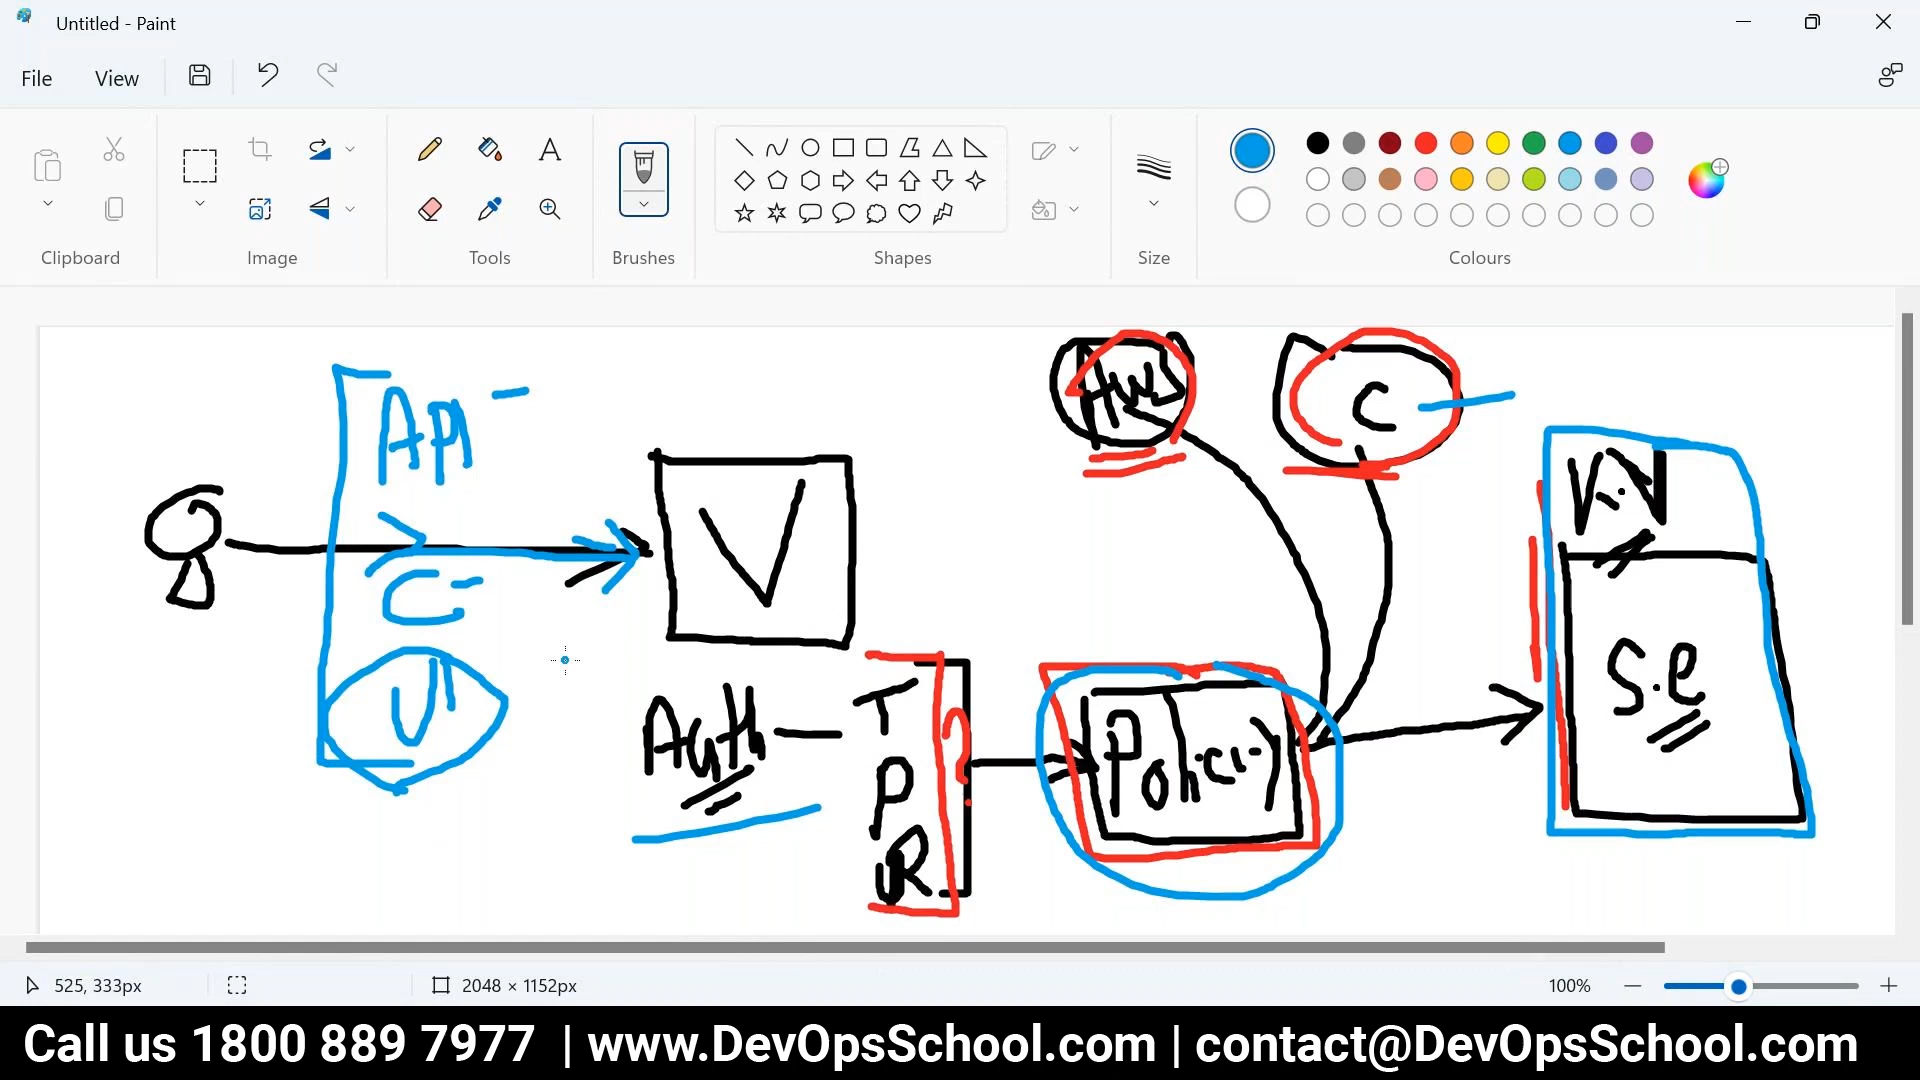 Untitled - Paint
File View
Clipboard Image Tools Brushes Shapes Size Colours
API
C
UI
V
Auth
T
P
R
?
Policy
C
S.e
525, 333px
2048 × 1152px
100%
Call us 1800 889 7977 | www.DevOpsSchool.com | contact@DevOpsSchool.com